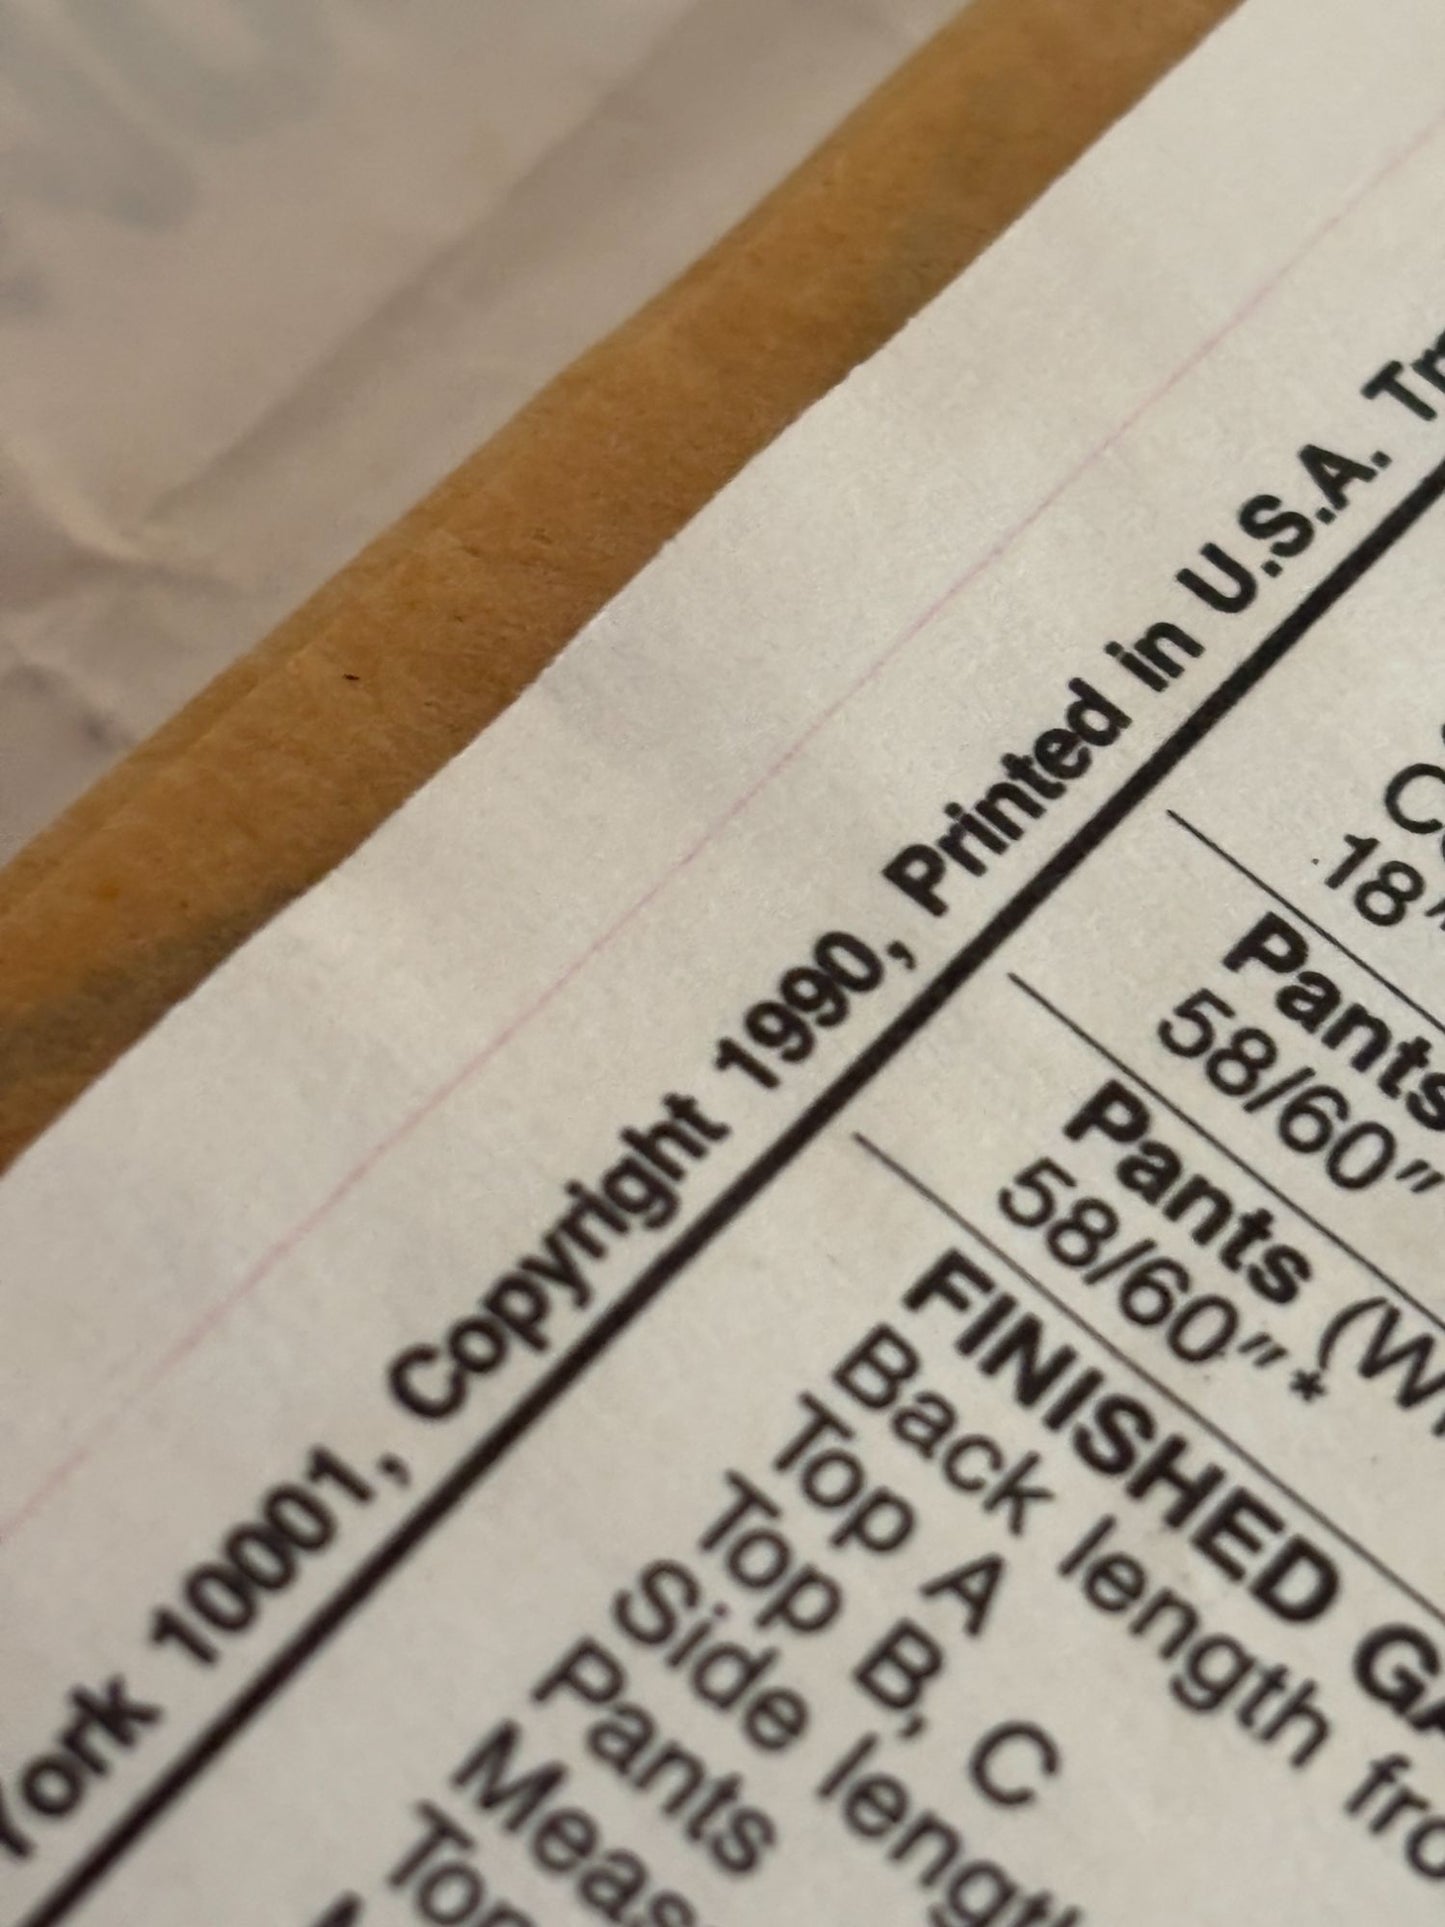 York 10001, Copyright 1990, Printed in U.S.A.
18"
Pants
58/60"
Pants
58/60"*
FINISHED
Back length
Top A
Top B, C
Side
Pants